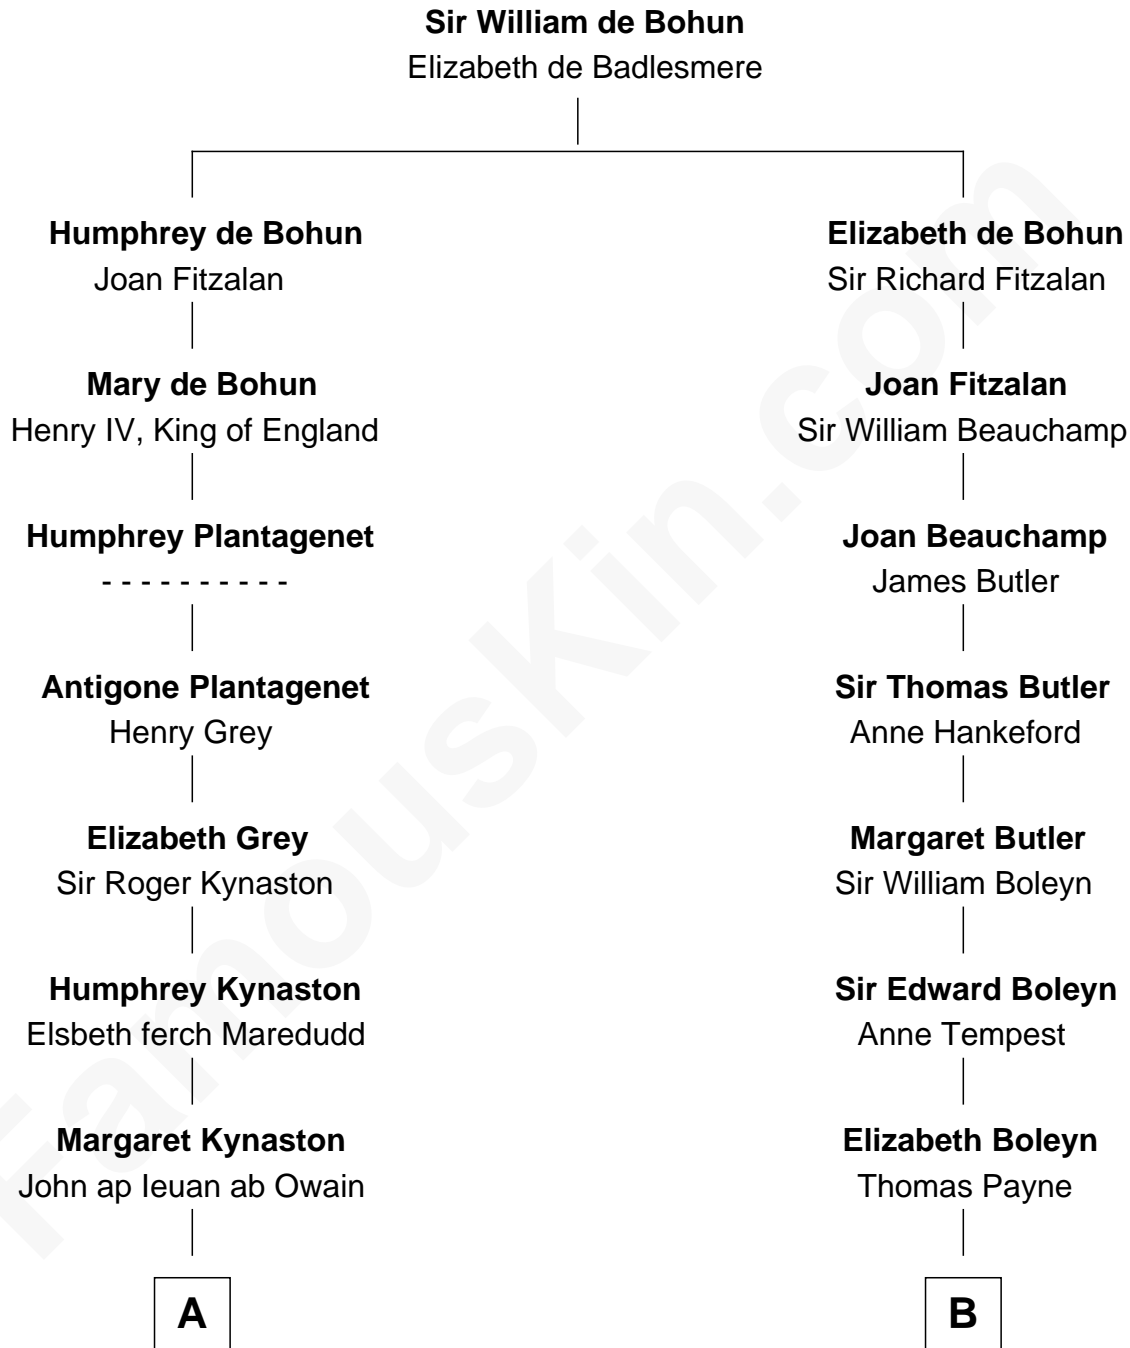 Sir William de Bohun
Elizabeth de Badlesmere
Humphrey de Bohun
Joan Fitzalan
Elizabeth de Bohun
Sir Richard Fitzalan
Mary de Bohun
Henry IV, King of England
Joan Fitzalan
Sir William Beauchamp
Humphrey Plantagenet
- - - - - - - - - -
Joan Beauchamp
James Butler
Antigone Plantagenet
Henry Grey
Sir Thomas Butler
Anne Hankeford
Elizabeth Grey
Sir Roger Kynaston
Margaret Butler
Sir William Boleyn
Humphrey Kynaston
Elsbeth ferch Maredudd
Sir Edward Boleyn
Anne Tempest
Margaret Kynaston
John ap Ieuan ab Owain
Elizabeth Boleyn
Thomas Payne
A
B
FamousKin.com